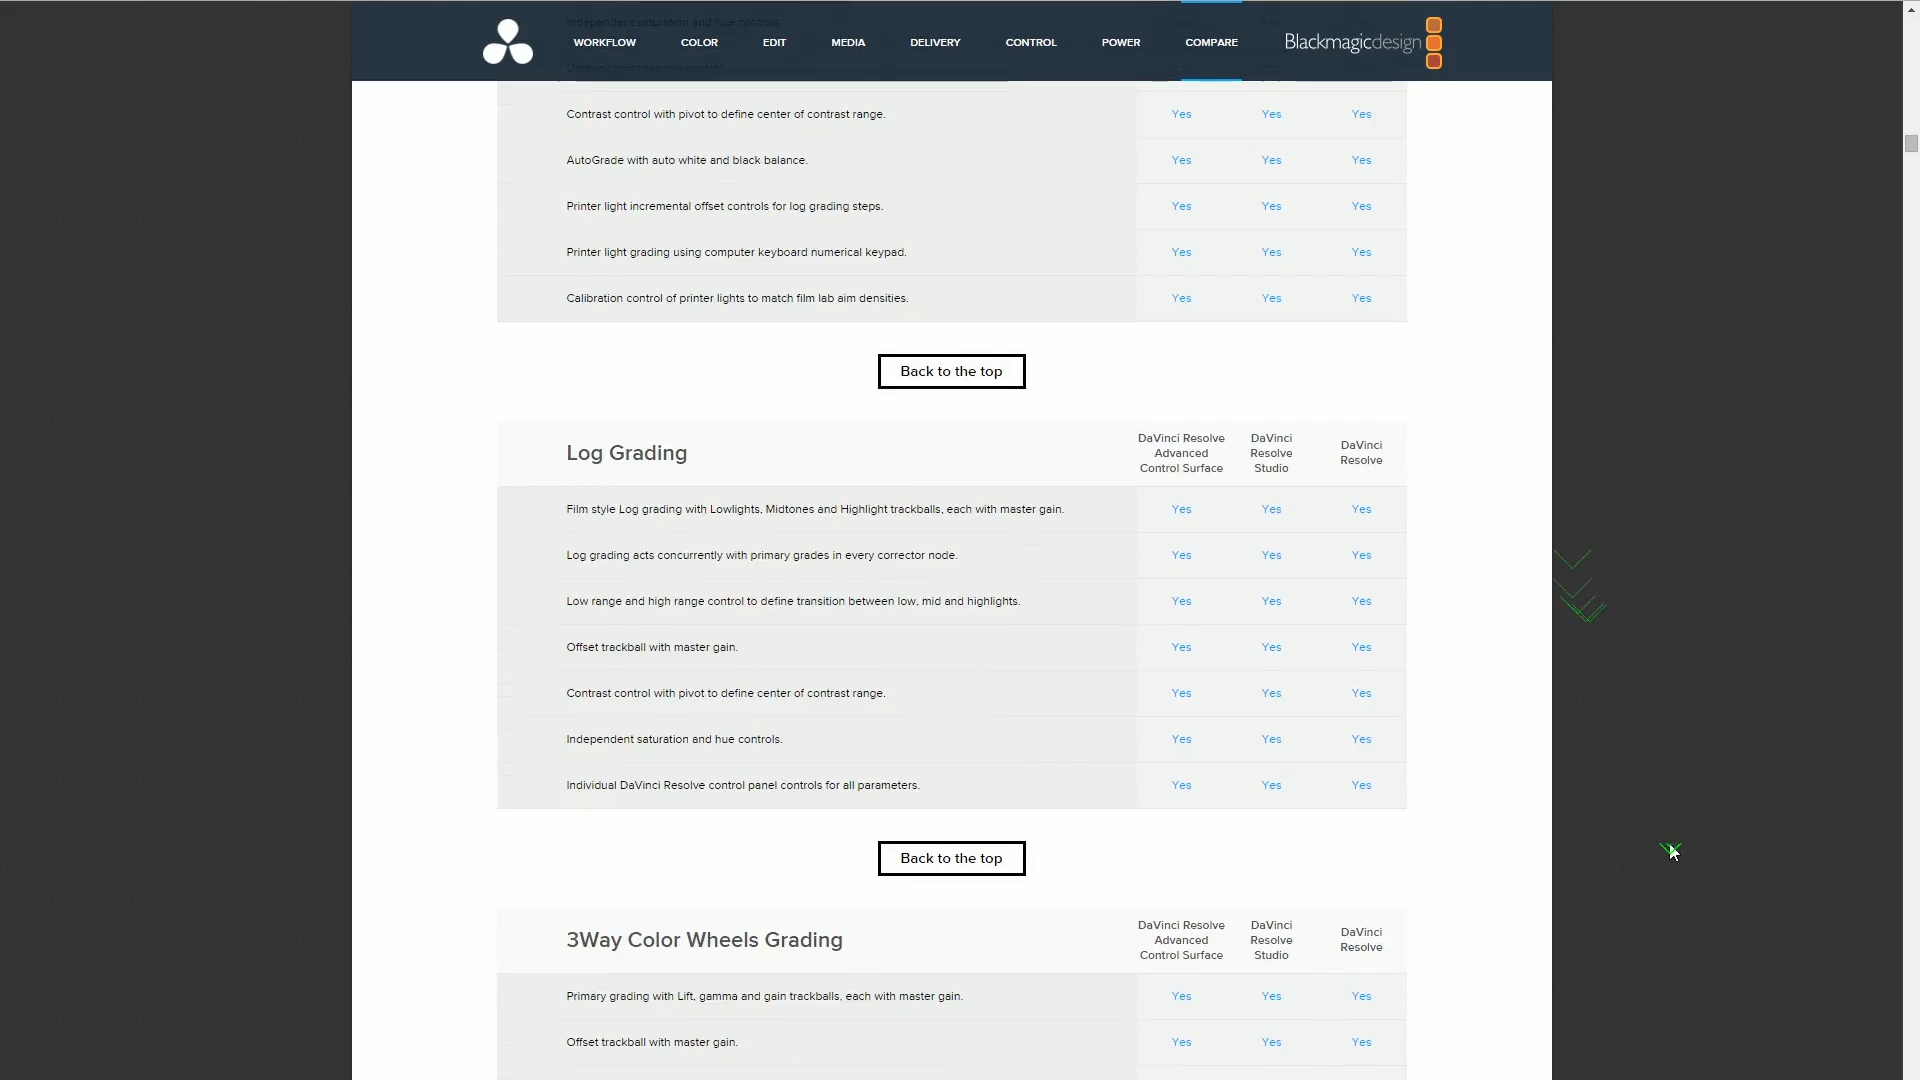 Independent saturation and hue controls.
WORKFLOW COLOR EDIT MEDIA DELIVERY CONTROL POWER COMPARE Blackmagicdesign
Contrast control with pivot to define center of contrast range. Yes Yes Yes
AutoGrade with auto white and black balance. Yes Yes Yes
Printer light incremental offset controls for log grading steps. Yes Yes Yes
Printer light grading using computer keyboard numerical keypad. Yes Yes Yes
Calibration control of printer lights to match film lab aim densities. Yes Yes Yes
Back to the top
Log Grading
DaVinci Resolve
Advanced
Control Surface
DaVinci
Resolve
Studio
DaVinci
Resolve
Film style Log grading with Lowlights, Midtones and Highlight trackballs, each with master gain. Yes Yes Yes
Log grading acts concurrently with primary grades in every corrector node. Yes Yes Yes
Low range and high range control to define transition between low, mid and highlights. Yes Yes Yes
Offset trackball with master gain. Yes Yes Yes
Contrast control with pivot to define center of contrast range. Yes Yes Yes
Independent saturation and hue controls. Yes Yes Yes
Individual DaVinci Resolve control panel controls for all parameters. Yes Yes Yes
Back to the top
3Way Color Wheels Grading
DaVinci Resolve
Advanced
Control Surface
DaVinci
Resolve
Studio
DaVinci
Resolve
Primary grading with Lift, gamma and gain trackballs, each with master gain. Yes Yes Yes
Offset trackball with master gain. Yes Yes Yes